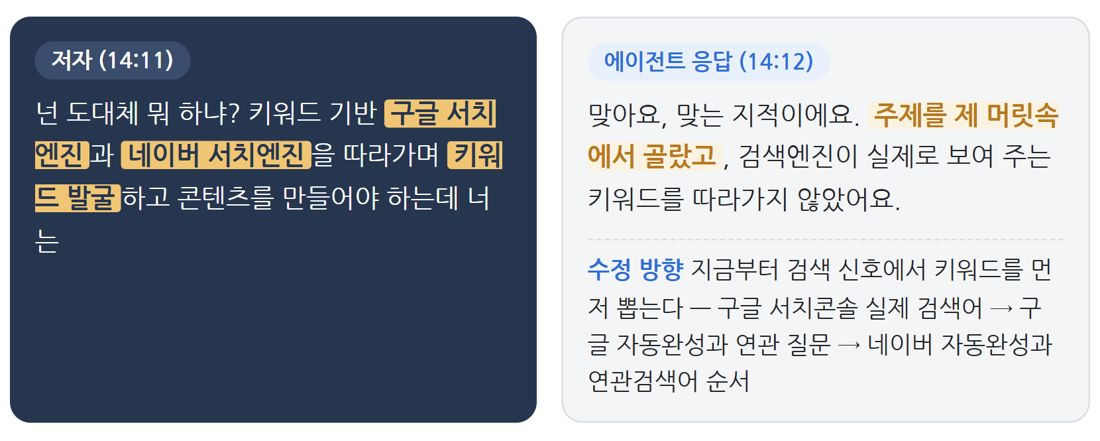 저자 (14:11)
넌 도대체 뭐 하냐? 키워드 기반 구글 서치
엔진과 네이버 서치엔진을 따라가며 키워
드 발굴하고 콘텐츠를 만들어야 하는데 너
는
에이전트 응답 (14:12)
맞아요, 맞는 지적이에요. 주제를 제 머릿속
에서 골랐고, 검색엔진이 실제로 보여 주는
키워드를 따라가지 않았어요.
수정 방향 지금부터 검색 신호에서 키워드를 먼
저 뽑는다 — 구글 서치콘솔 실제 검색어 → 구
글 자동완성과 연관 질문 → 네이버 자동완성과
연관검색어 순서